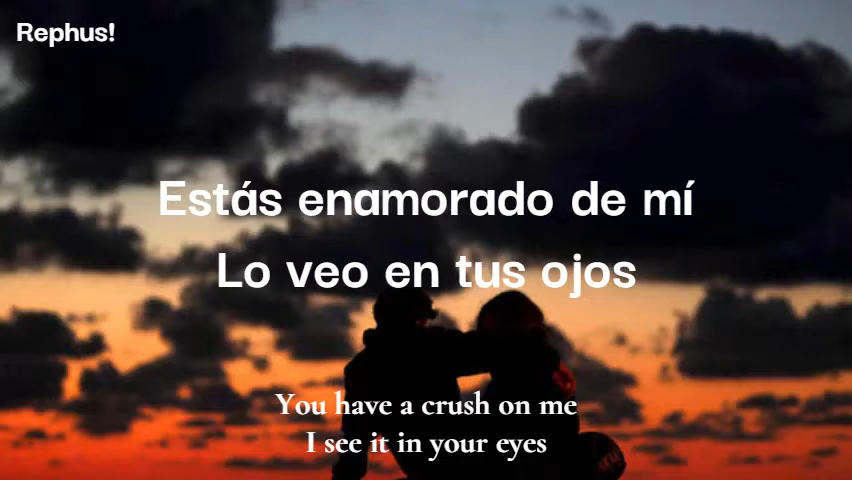 Rephus!
Estás enamorado de mí
Lo veo en tus ojos
You have a crush on me
I see it in your eyes